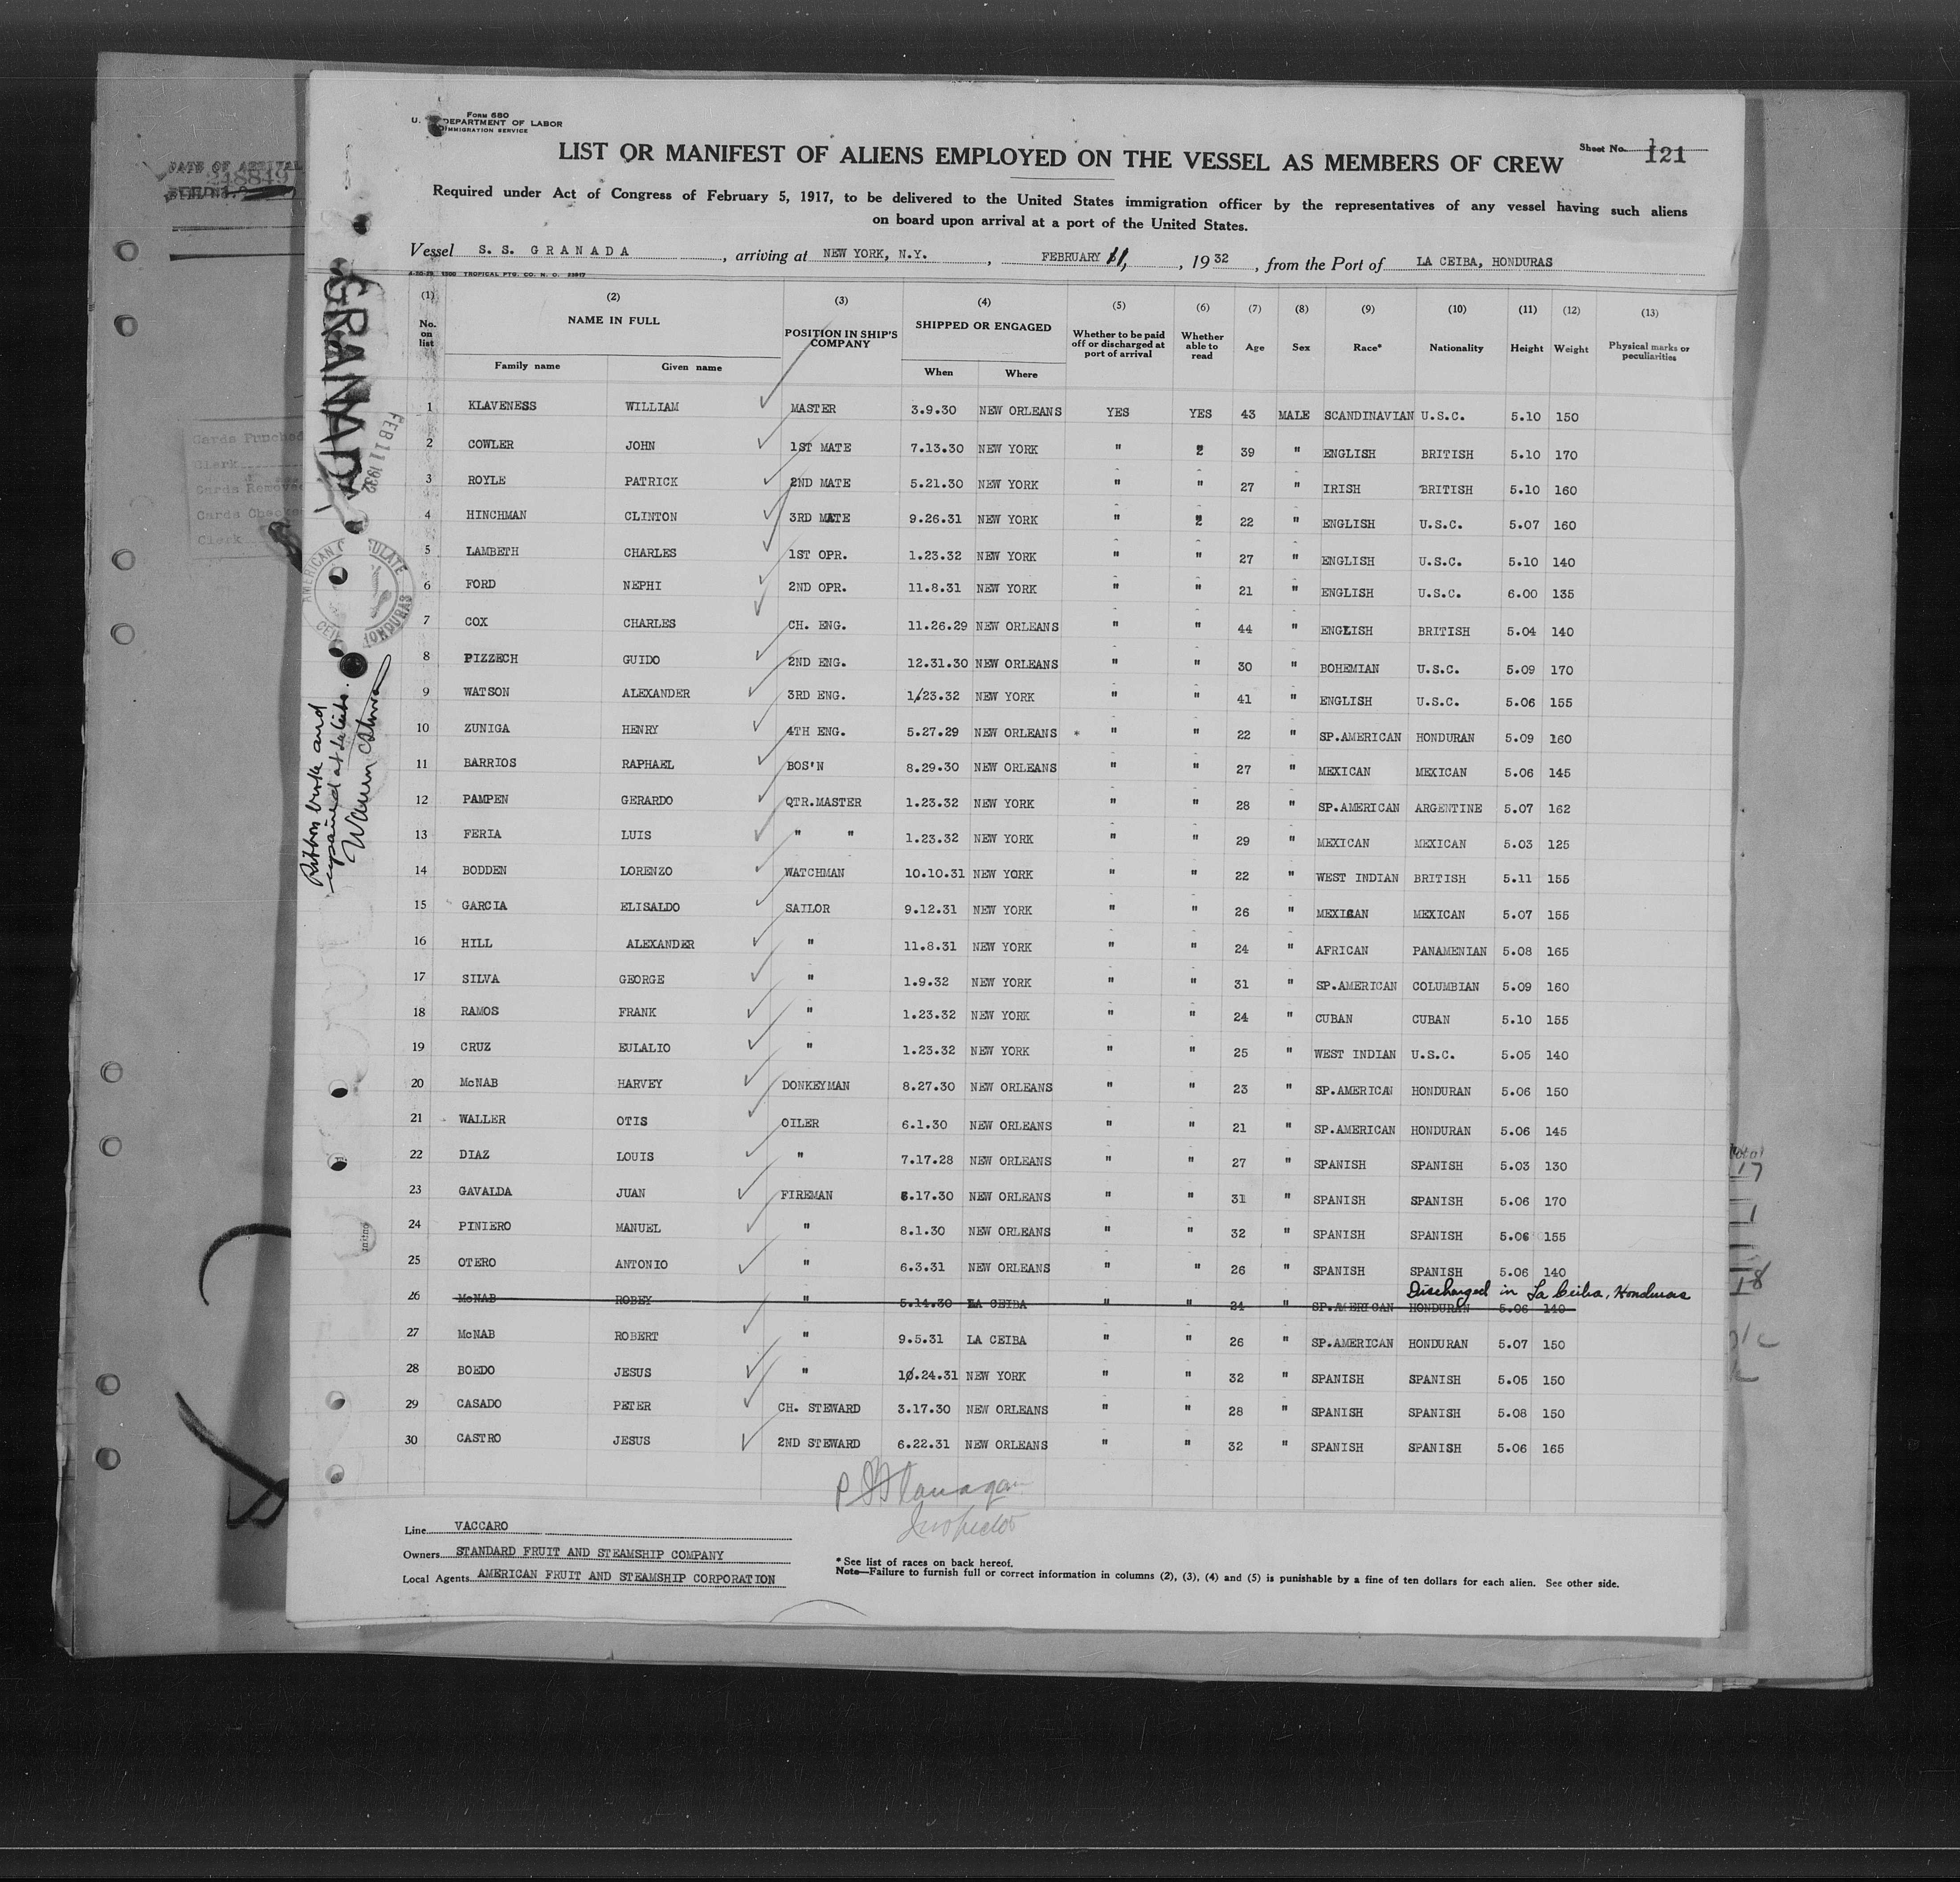 FORM 680
U. DEPARTMENT OF LABOR
IMMIGRATION SERVICE
Sheet No. 121
LIST OR MANIFEST OF ALIENS EMPLOYED ON THE VESSEL AS MEMBERS OF CREW
Required under Act of Congress of February 5, 1917, to be delivered to the United States immigration officer by the representatives of any vessel having such aliens
on board upon arrival at a port of the United States.
Vessel S. S. GRANADA, arriving at NEW YORK, N.Y., FEBRUARY 11, 1932, from the Port of LA CEIBA, HONDURAS
(1) (2) (3) (4) (5) (6) (7) (8) (9) (10) (11) (12) (13)
No. on list NAME IN FULL Family name Given name POSITION IN SHIP'S COMPANY SHIPPED OR ENGAGED When Where Whether to be paid off or discharged at port of arrival Whether able to read Age Sex Race* Nationality Height Weight Physical marks or peculiarities
1 KLAVENESS WILLIAM MASTER 3.9.30 NEW ORLEANS YES YES 43 MALE SCANDINAVIAN U.S.C. 5.10 150
2 COWLER JOHN 1ST MATE 7.13.30 NEW YORK " " 39 " ENGLISH BRITISH 5.10 170
3 ROYLE PATRICK 2ND MATE 5.21.30 NEW YORK " " 27 " IRISH BRITISH 5.10 160
4 HINCHMAN CLINTON 3RD MATE 9.26.31 NEW YORK " " 22 " ENGLISH U.S.C. 5.07 160
5 LAMBETH CHARLES 1ST OPR. 1.23.32 NEW YORK " " 27 " ENGLISH U.S.C. 5.10 140
6 FORD NEPHI 2ND OPR. 11.8.31 NEW YORK " " 21 " ENGLISH U.S.C. 6.00 135
7 COX CHARLES CH. ENG. 11.26.29 NEW ORLEANS " " 44 " ENGLISH BRITISH 5.04 140
8 PIZZECH GUIDO 2ND ENG. 12.31.30 NEW ORLEANS " " 30 " BOHEMIAN U.S.C. 5.09 170
9 WATSON ALEXANDER 3RD ENG. 1/23.32 NEW YORK " " 41 " ENGLISH U.S.C. 5.06 155
10 ZUNIGA HENRY 4TH ENG. 5.27.29 NEW ORLEANS * " " 22 " SP.AMERICAN HONDURAN 5.09 160
11 BARRIOS RAPHAEL BOS'N 8.29.30 NEW ORLEANS " " 27 " MEXICAN MEXICAN 5.06 145
12 PAMPEN GERARDO QTR.MASTER 1.23.32 NEW YORK " " 28 " SP.AMERICAN ARGENTINE 5.07 162
13 FERIA LUIS " " 1.23.32 NEW YORK " " 29 " MEXICAN MEXICAN 5.03 125
14 BODDEN LORENZO WATCHMAN 10.10.31 NEW YORK " " 22 " WEST INDIAN BRITISH 5.11 155
15 GARCIA ELISALDO SAILOR 9.12.31 NEW YORK " " 26 " MEXICAN MEXICAN 5.07 155
16 HILL ALEXANDER " 11.8.31 NEW YORK " " 24 " AFRICAN PANAMENIAN 5.08 165
17 SILVA GEORGE " 1.9.32 NEW YORK " " 31 " SP.AMERICAN COLUMBIAN 5.09 160
18 RAMOS FRANK " 1.23.32 NEW YORK " " 24 " CUBAN CUBAN 5.10 155
19 CRUZ EULALIO " 1.23.32 NEW YORK " " 25 " WEST INDIAN U.S.C. 5.05 140
20 McNAB HARVEY DONKEYMAN 8.27.30 NEW ORLEANS " " 23 " SP.AMERICAN HONDURAN 5.06 150
21 WALLER OTIS OILER 6.1.30 NEW ORLEANS " " 21 " SP.AMERICAN HONDURAN 5.06 145
22 DIAZ LOUIS " 7.17.28 NEW ORLEANS " " 27 " SPANISH SPANISH 5.03 130
23 GAVALDA JUAN FIREMAN 6.17.30 NEW ORLEANS " " 31 " SPANISH SPANISH 5.06 170
24 PINIERO MANUEL " 8.1.30 NEW ORLEANS " " 32 " SPANISH SPANISH 5.06 155
25 OTERO ANTONIO " 6.3.31 NEW ORLEANS " " 26 " SPANISH SPANISH 5.06 140
Discharged in La Ceiba, Honduras
26 McNAB ROBEY " 5.14.30 LA CEIBA " " 24 " SP.AMERICAN HONDURAN 5.06 140
27 McNAB ROBERT " 9.5.31 LA CEIBA " " 26 " SP.AMERICAN HONDURAN 5.07 150
28 BOEDO JESUS " 10.24.31 NEW YORK " " 32 " SPANISH SPANISH 5.05 150
29 CASADO PETER CH. STEWARD 3.17.30 NEW ORLEANS " " 28 " SPANISH SPANISH 5.08 150
30 CASTRO JESUS 2ND STEWARD 6.22.31 NEW ORLEANS " " 32 " SPANISH SPANISH 5.06 165
Flanagan
Inspector
Line VACCARO
Owners STANDARD FRUIT AND STEAMSHIP COMPANY
Local Agents AMERICAN FRUIT AND STEAMSHIP CORPORATION
*See list of races on back hereof.
Note—Failure to furnish full or correct information in columns (2), (3), (4) and (5) is punishable by a fine of ten dollars for each alien. See other side.
GRANADA
FEB 11 1932
AMERICAN CONSULATE
CEIBA HONDURAS
Ribbon broke and
repaired at La Ceiba.
DATE OF ARRIVAL
218849
Cards Punched
Clerk
Cards Removed
Cards Checked
Clerk
Total
17
1
18